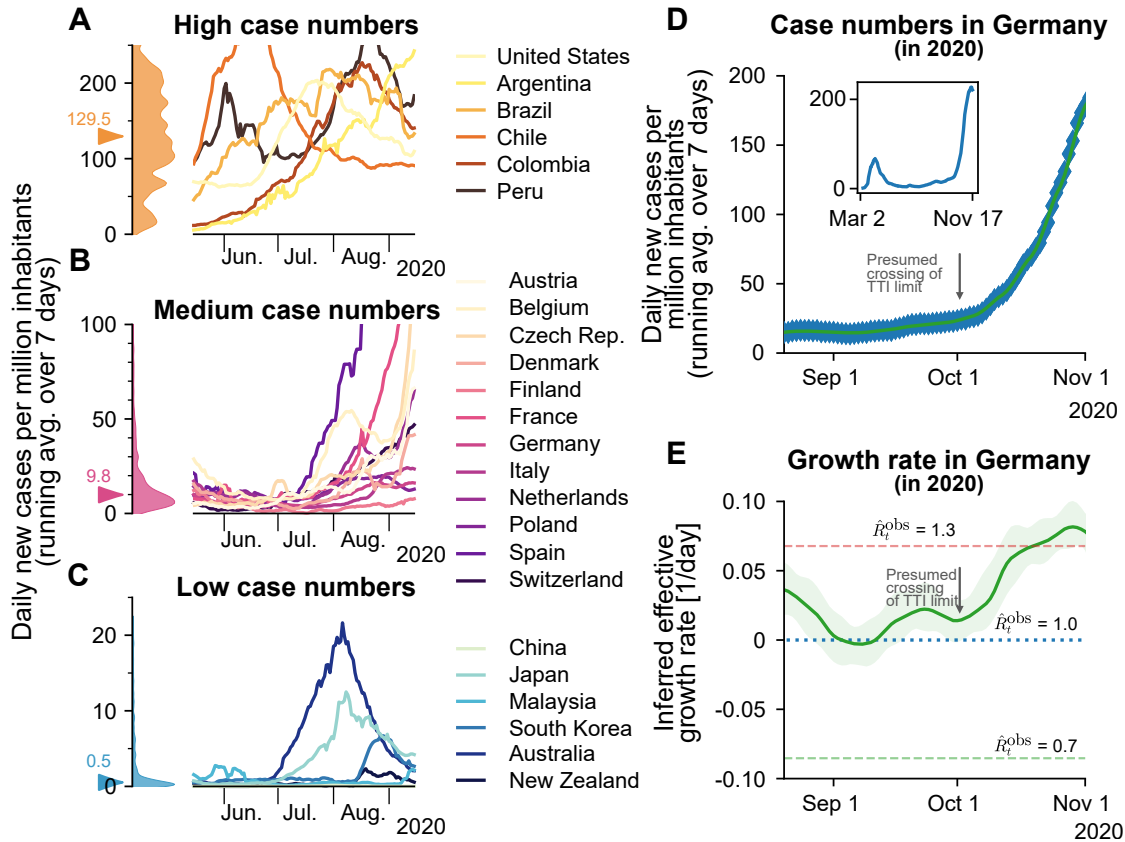 Daily new cases per million inhabitants
(running avg. over 7 days)
A
High case numbers
200
129.5
100
0
Jun.
Jul.
Aug.
2020
United States
Argentina
Brazil
Chile
Colombia
Peru
B
Medium case numbers
100
50
9.8
0
Jun.
Jul.
Aug.
2020
Austria
Belgium
Czech Rep.
Denmark
Finland
France
Germany
Italy
Netherlands
Poland
Spain
Switzerland
C
Low case numbers
20
10
0.5
0
Jun.
Jul.
Aug.
2020
China
Japan
Malaysia
South Korea
Australia
New Zealand
D
Case numbers in Germany
(in 2020)
Daily new cases per
million inhabitants
(running avg. over 7 days)
200
150
100
50
0
200
0
Mar 2
Nov 17
Presumed
crossing of
TTI limit
Sep 1
Oct 1
Nov 1
2020
E
Growth rate in Germany
(in 2020)
Inferred effective
growth rate [1/day]
0.10
0.05
0
-0.05
-0.10
R̂ₜᵒᵇˢ = 1.3
Presumed
crossing
of TTI limit
R̂ₜᵒᵇˢ = 1.0
R̂ₜᵒᵇˢ = 0.7
Sep 1
Oct 1
Nov 1
2020